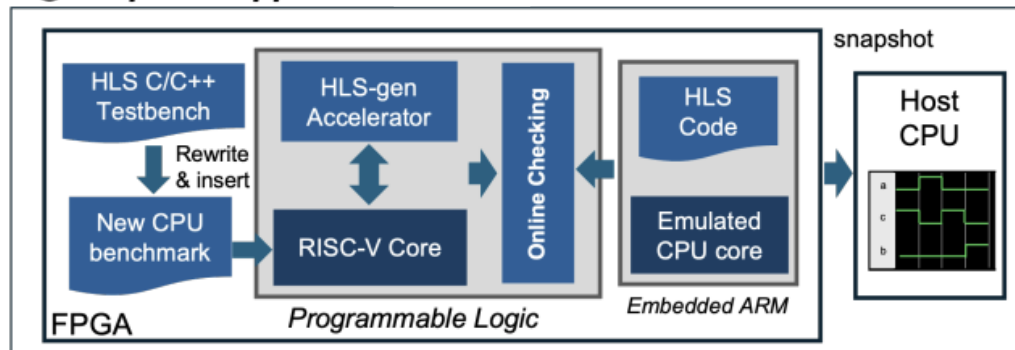 snapshot
HLS C/C++
Testbench
Rewrite
& insert
New CPU
benchmark
HLS-gen
Accelerator
RISC-V Core
Online Checking
HLS
Code
Emulated
CPU core
Host
CPU
a
c
b
FPGA
Programmable Logic
Embedded ARM